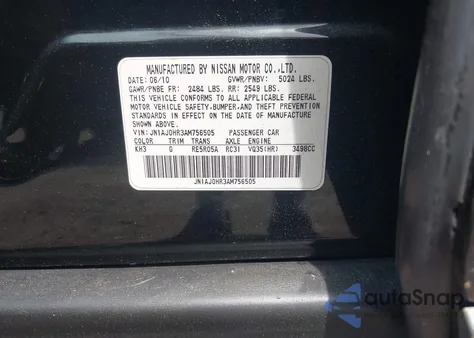 MANUFACTURED BY NISSAN MOTOR CO.,LTD.
DATE: 06/10 GVWR/PNBV: 5024 LBS.
GAWR/PNBE FR: 2484 LBS. RR: 2549 LBS.
THIS VEHICLE CONFORMS TO ALL APPLICABLE FEDERAL
MOTOR VEHICLE SAFETY,BUMPER,AND THEFT PREVENTION
STANDARDS IN EFFECT ON THE DATE OF MANUFACTURE
SHOWN ABOVE.
VIN: JN1AJ0HR3AM756505 PASSENGER CAR
COLOR TRIM TRANS AXLE ENGINE
KH3 G RE5R05A RC31 VQ35(HR) 3498CC
JN1AJ0HR3AM756505
autoSnap